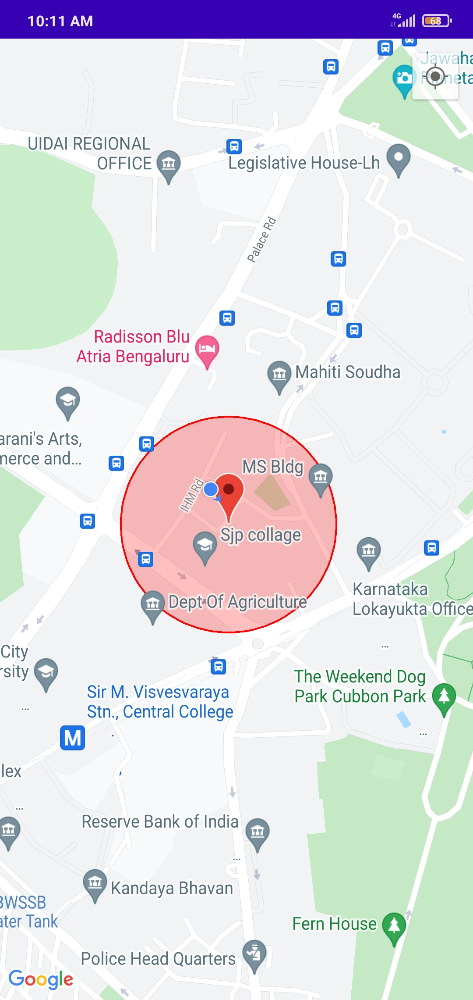 10:11 AM
4G
68
Jawaha
Planeta
UIDAI REGIONAL
OFFICE
Legislative House-Lh
Palace Rd
Radisson Blu
Atria Bengaluru
Mahiti Soudha
arani's Arts,
merce and...
MS Bldg
IHM Rd
Sjp collage
Dept Of Agriculture
Karnataka
Lokayukta Office
City
rsity
...
The Weekend Dog
Park Cubbon Park
Sir M. Visvesvaraya
Stn., Central College
...
...
M
.
,
lex
...
Reserve Bank of India
...
Kandaya Bhavan
BWSSB
ater Tank
Fern House
Police Head Quarters
Google